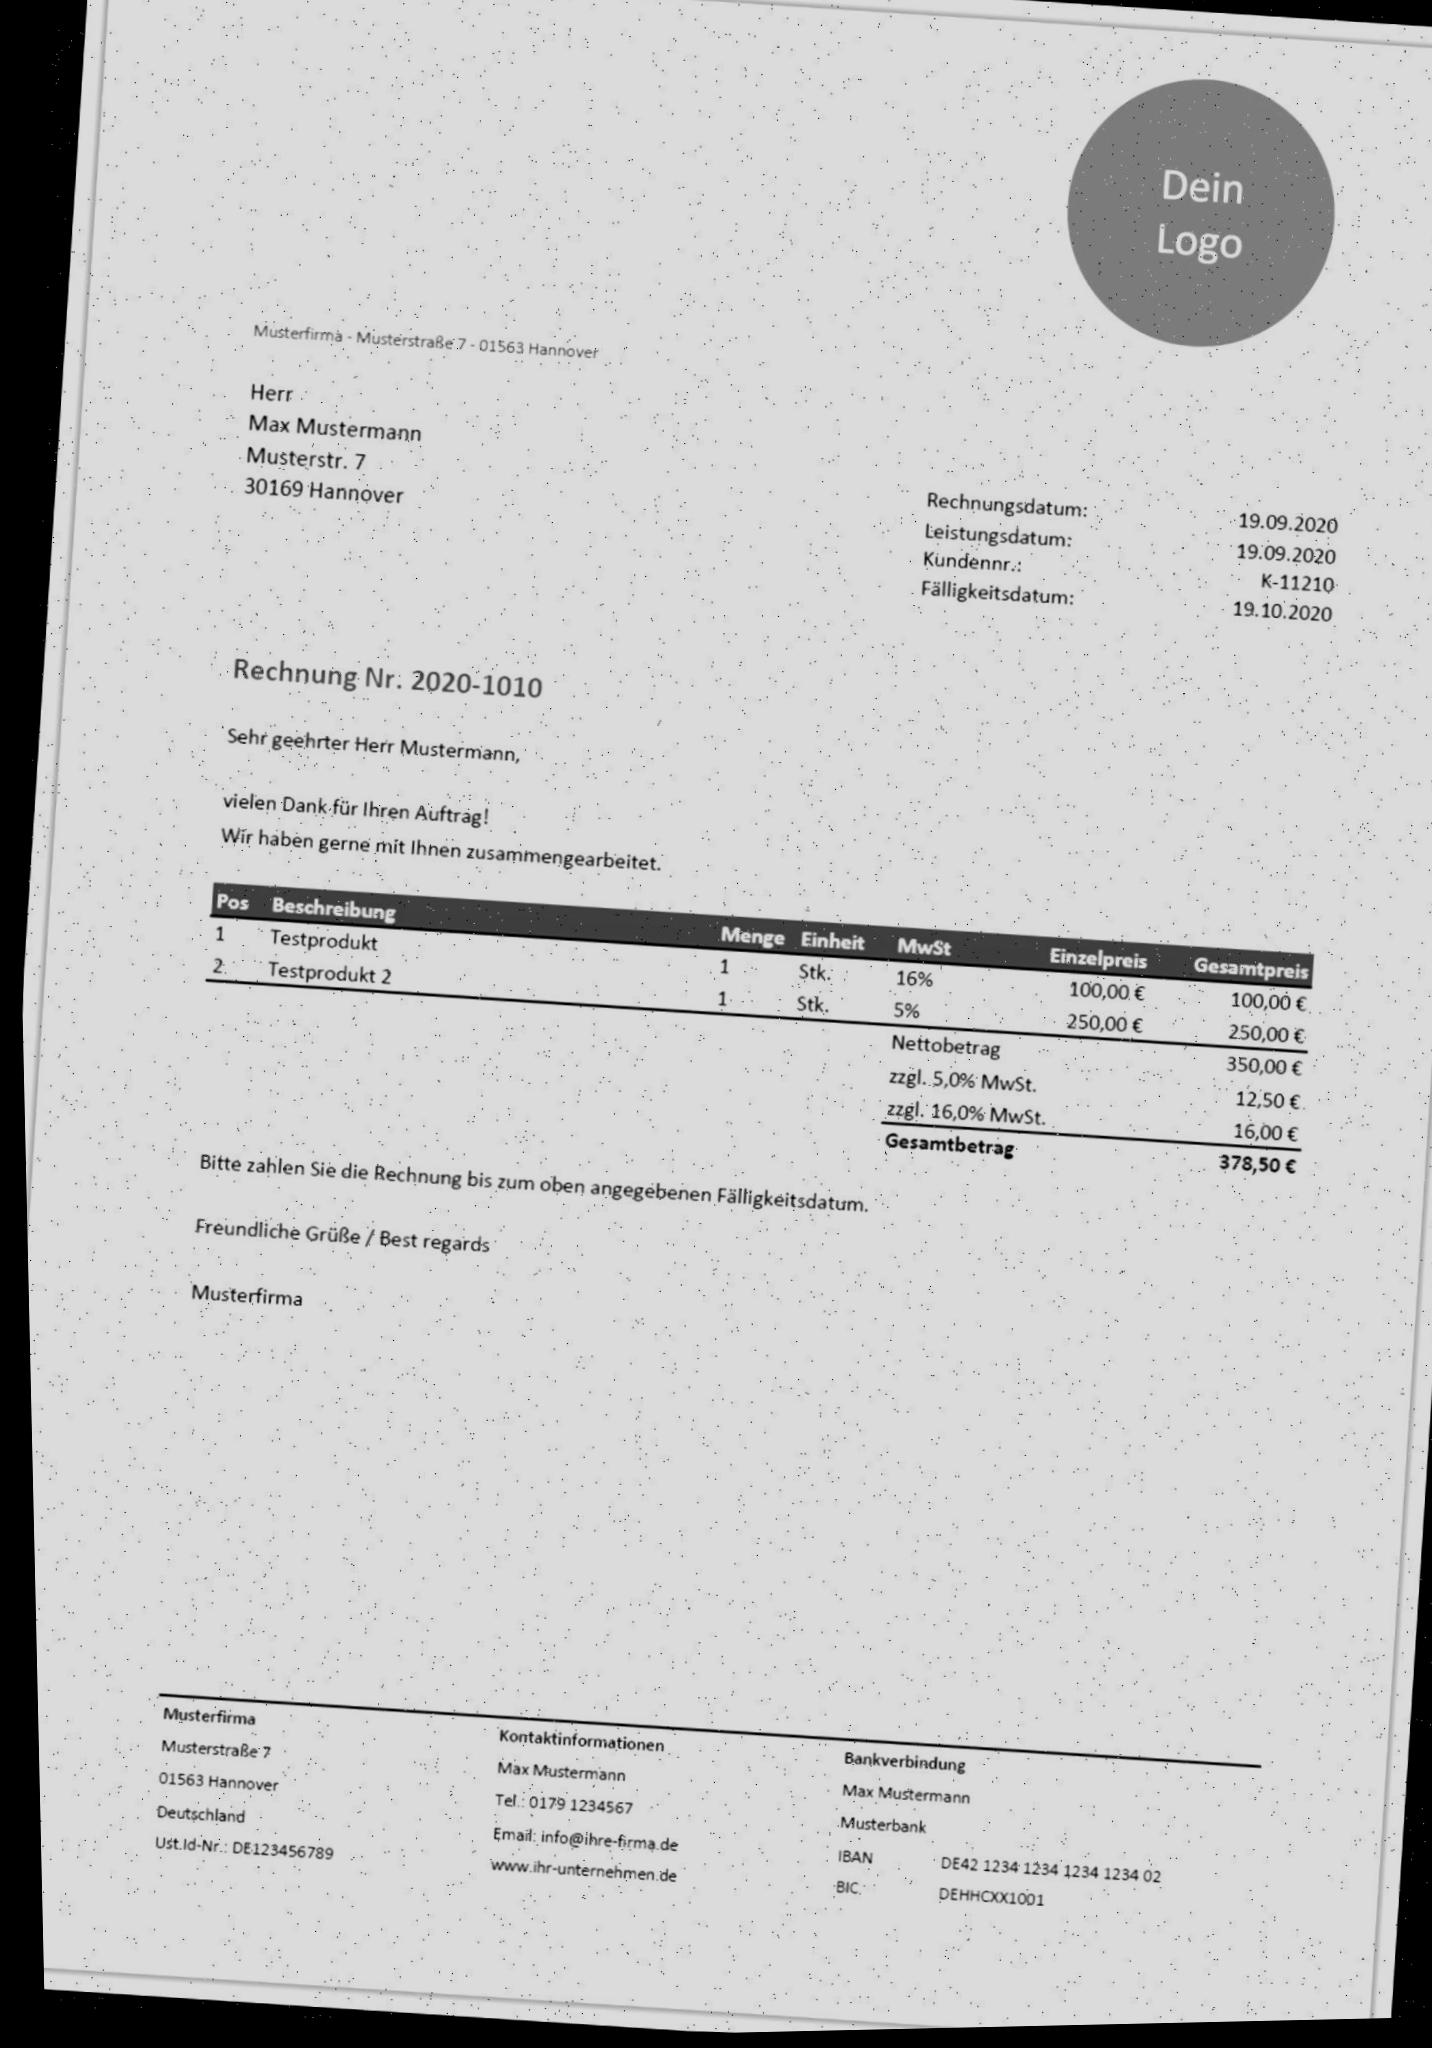 Dein
Logo
Musterfirma - Musterstraße 7 - 01563 Hannover
Herr
Max Mustermann
Musterstr. 7
30169 Hannover
Rechnungsdatum: 19.09.2020
Leistungsdatum: 19.09.2020
Kundennr.: K-11210
Fälligkeitsdatum: 19.10.2020
Rechnung Nr. 2020-1010
Sehr geehrter Herr Mustermann,
vielen Dank für Ihren Auftrag!
Wir haben gerne mit Ihnen zusammengearbeitet.
Pos Beschreibung Menge Einheit MwSt Einzelpreis Gesamtpreis
1 Testprodukt 1 Stk. 16% 100,00 € 100,00 €
2 Testprodukt 2 1 Stk. 5% 250,00 € 250,00 €
Nettobetrag 350,00 €
zzgl. 5,0% MwSt. 12,50 €
zzgl. 16,0% MwSt. 16,00 €
Gesamtbetrag 378,50 €
Bitte zahlen Sie die Rechnung bis zum oben angegebenen Fälligkeitsdatum.
Freundliche Grüße / Best regards
Musterfirma
Musterfirma
Musterstraße 7
01563 Hannover
Deutschland
Ust.Id-Nr.: DE123456789
Kontaktinformationen
Max Mustermann
Tel.: 0179 1234567
Email: info@ihre-firma.de
www.ihr-unternehmen.de
Bankverbindung
Max Mustermann
Musterbank
IBAN DE42 1234 1234 1234 1234 02
BIC DEHHCXX1001